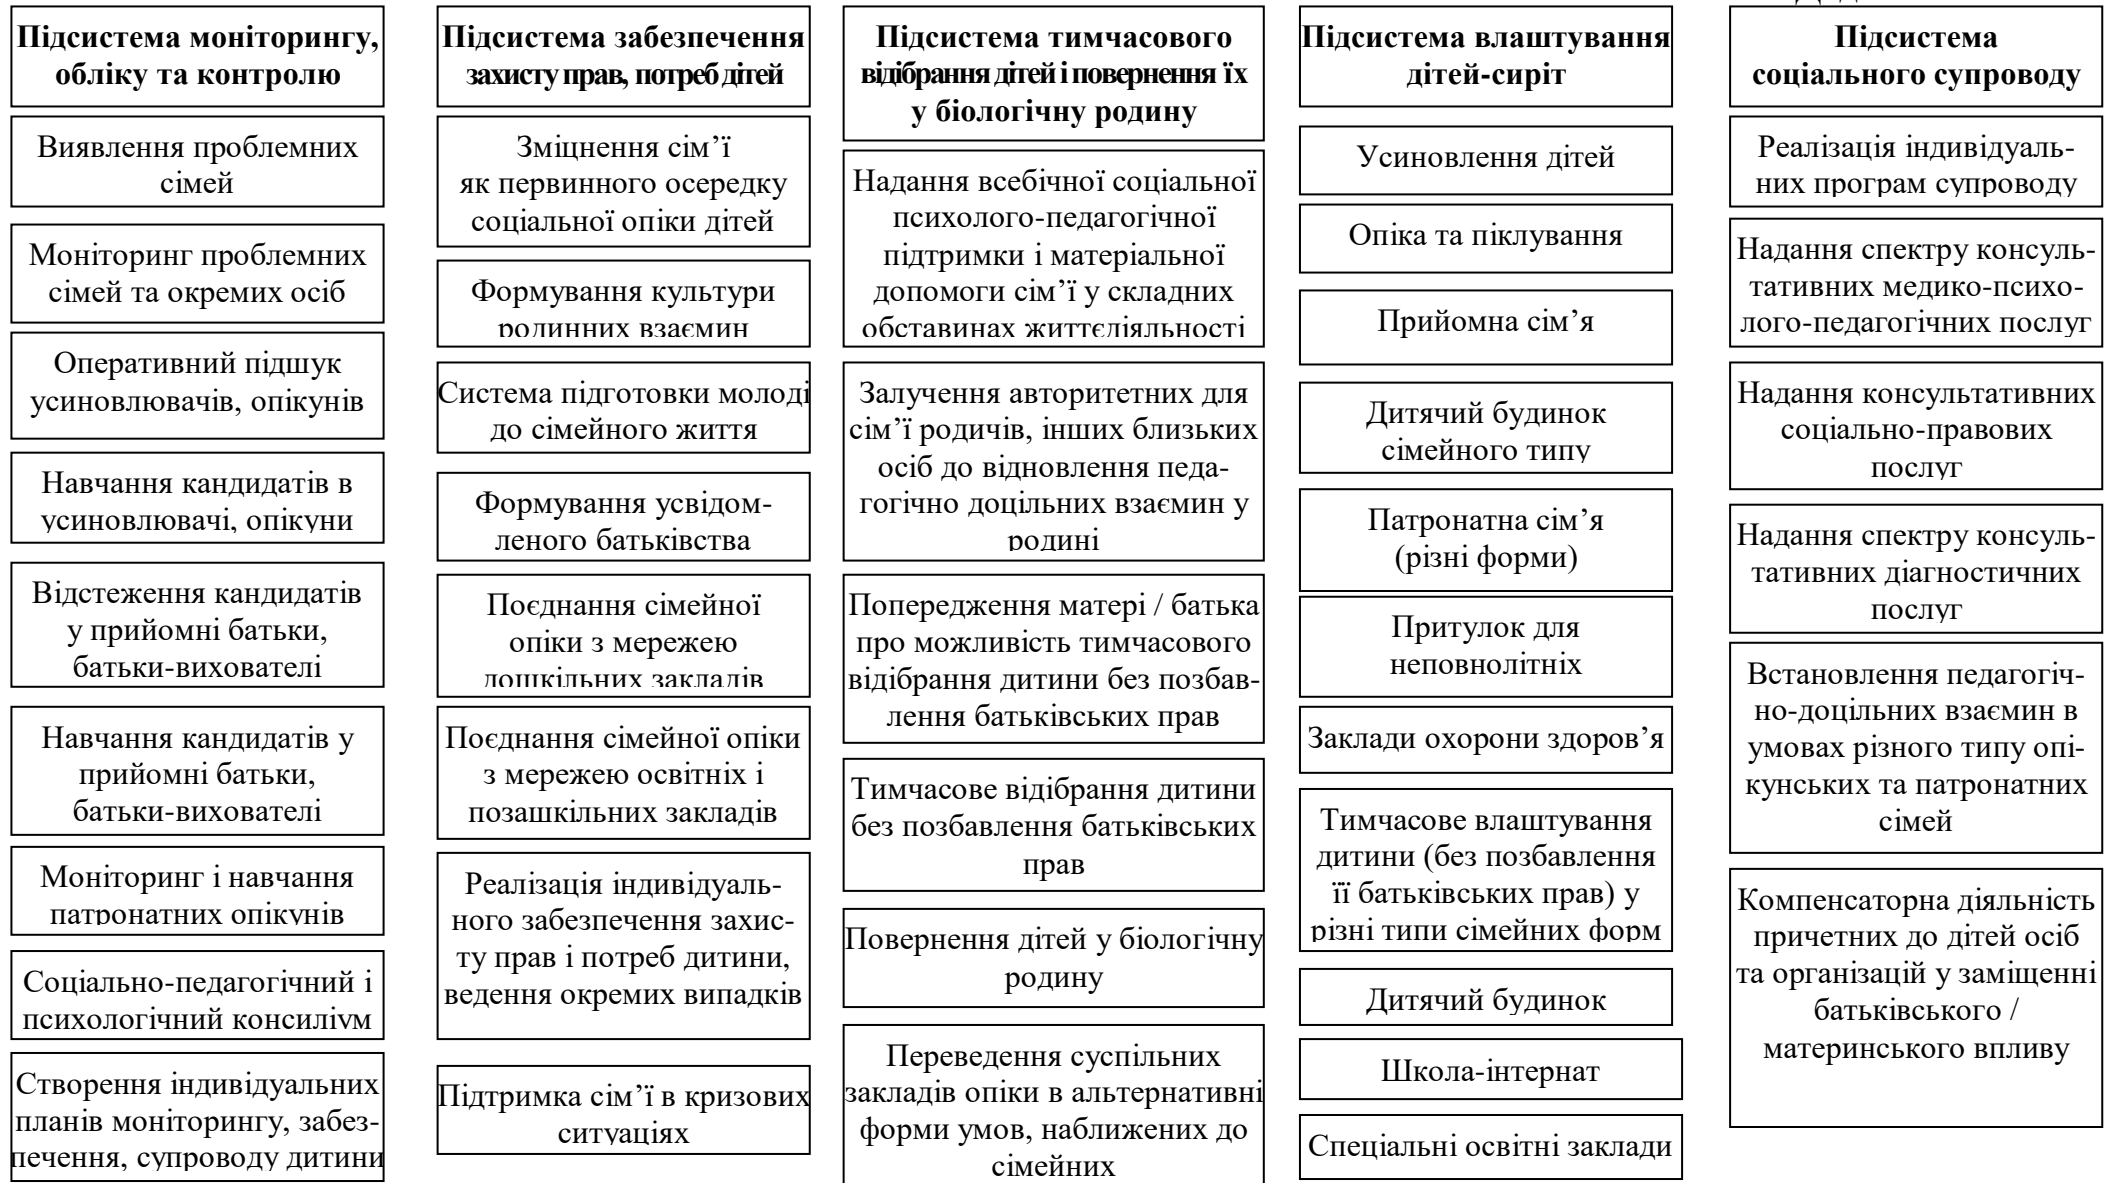 Підсистема моніторингу,
обліку та контролю
Виявлення проблемних
сімей
Моніторинг проблемних
сімей та окремих осіб
Оперативний підшук
усиновлювачів, опікунів
Навчання кандидатів в
усиновлювачі, опікуни
Відстеження кандидатів
у прийомні батьки,
батьки-вихователі
Навчання кандидатів у
прийомні батьки,
батьки-вихователі
Моніторинг і навчання
патронатних опікунів
Соціально-педагогічний і
психологічний консиліум
Створення індивідуальних
планів моніторингу, забез-
печення, супроводу дитини
Підсистема забезпечення
захисту прав, потреб дітей
Зміцнення сім’ї
як первинного осередку
соціальної опіки дітей
Формування культури
родинних взаємин
Система підготовки молоді
до сімейного життя
Формування усвідом-
леного батьківства
Поєднання сімейної
опіки з мережею
дошкільних закладів
Поєднання сімейної опіки
з мережею освітніх і
позашкільних закладів
Реалізація індивідуаль-
ного забезпечення захис-
ту прав і потреб дитини,
ведення окремих випадків
Підтримка сім’ї в кризових
ситуаціях
Підсистема тимчасового
відібрання дітей і повернення їх
у біологічну родину
Надання всебічної соціальної
психолого-педагогічної
підтримки і матеріальної
допомоги сім’ї у складних
обставинах життєдіяльності
Залучення авторитетних для
сім’ї родичів, інших близьких
осіб до відновлення педа-
гогічно доцільних взаємин у
родині
Попередження матері / батька
про можливість тимчасового
відібрання дитини без позбав-
лення батьківських прав
Тимчасове відібрання дитини
без позбавлення батьківських
прав
Повернення дітей у біологічну
родину
Переведення суспільних
закладів опіки в альтернативні
форми умов, наближених до
сімейних
Підсистема влаштування
дітей-сиріт
Усиновлення дітей
Опіка та піклування
Прийомна сім’я
Дитячий будинок
сімейного типу
Патронатна сім’я
(різні форми)
Притулок для
неповнолітніх
Заклади охорони здоров’я
Тимчасове влаштування
дитини (без позбавлення
її батьківських прав) у
різні типи сімейних форм
Дитячий будинок
Школа-інтернат
Спеціальні освітні заклади
Підсистема
соціального супроводу
Реалізація індивідуаль-
них програм супроводу
Надання спектру консуль-
тативних медико-психо-
лого-педагогічних послуг
Надання консультативних
соціально-правових
послуг
Надання спектру консуль-
тативних діагностичних
послуг
Встановлення педагогіч-
но-доцільних взаємин в
умовах різного типу опі-
кунських та патронатних
сімей
Компенсаторна діяльність
причетних до дітей осіб
та організацій у заміщенні
батьківського /
материнського впливу